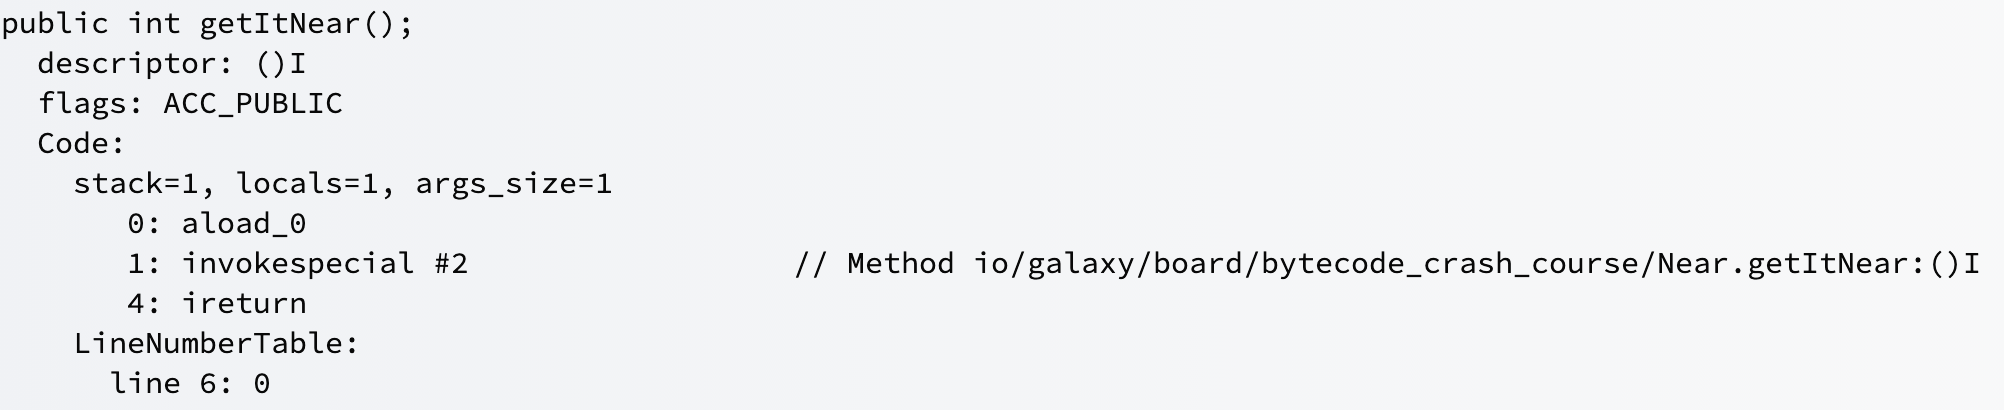 public int getItNear();
  descriptor: ()I
  flags: ACC_PUBLIC
  Code:
    stack=1, locals=1, args_size=1
       0: aload_0
       1: invokespecial #2                  // Method io/galaxy/board/bytecode_crash_course/Near.getItNear:()I
       4: ireturn
    LineNumberTable:
      line 6: 0